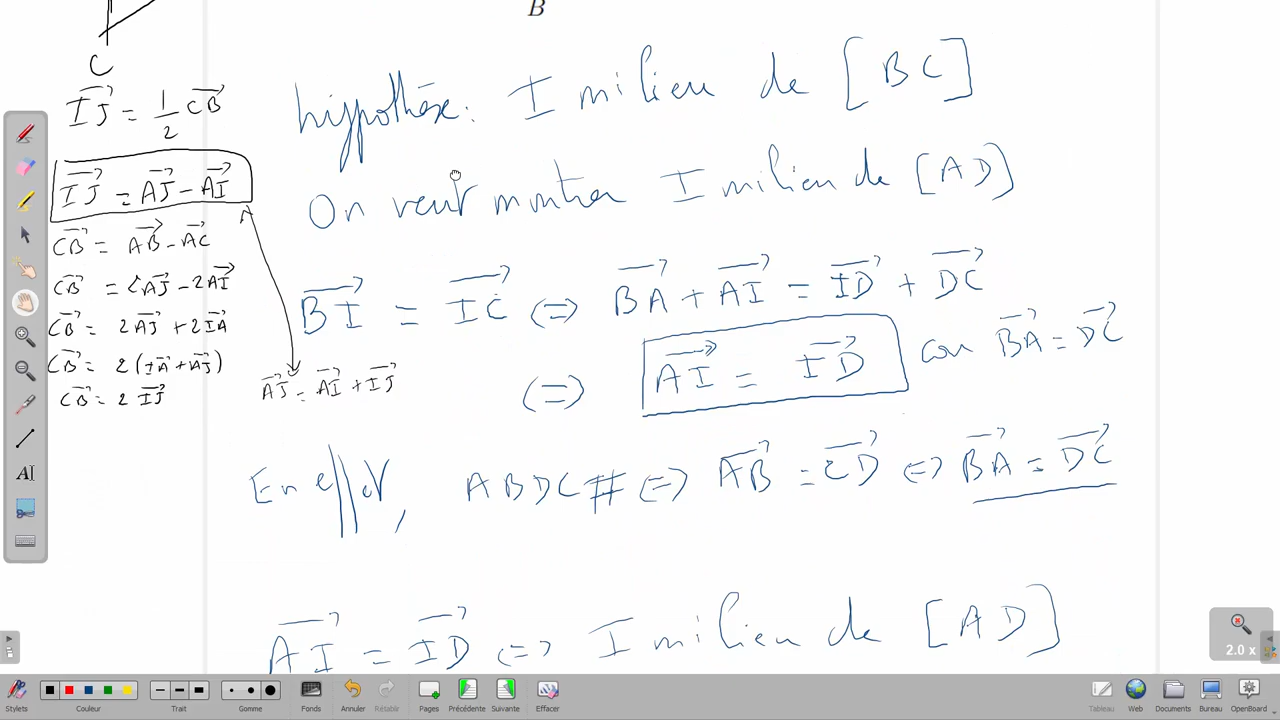 B
C
IJ = 1/2 CB
IJ = AJ - AI
CB = AB - AC
CB = 2AJ - 2AI
CB = 2AJ + 2IA
CB = 2(IA + AJ)
CB = 2 IJ
AJ = AI + IJ
hypothèse: I milieu de [BC]
On veut montrer I milieu de [AD]
BI = IC <=> BA + AI = ID + DC
<=> AI = ID car BA = DC
En effet, ABDC # <=> AB = CD <=> BA = DC
AI = ID <=> I milieu de [AD]
2.0 x
Stylets
Couleur
Trait
Gomme
Fonds
Annuler
Rétablir
Pages
Précédente
Suivante
Effacer
Tableau
Web
Documents
Bureau
OpenBoard